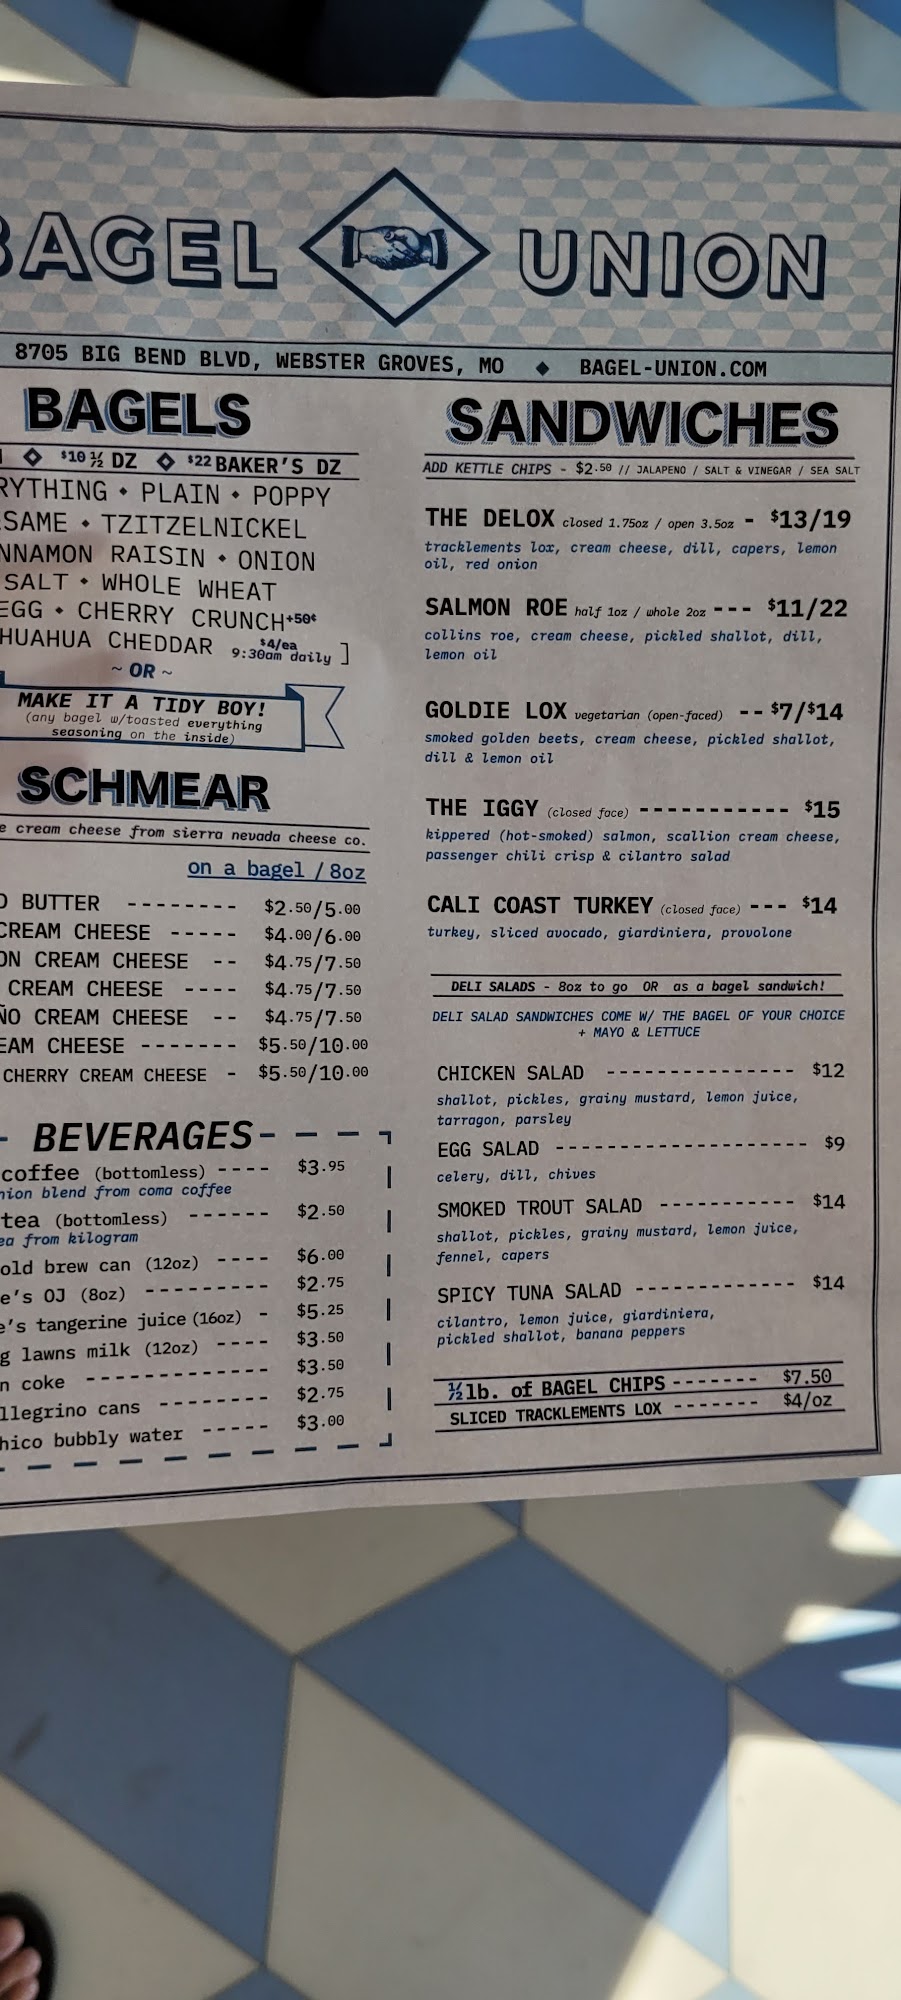 BAGEL UNION
8705 BIG BEND BLVD, WEBSTER GROVES, MO ◆ BAGEL-UNION.COM
BAGELS
◇ $10 ½ DZ ◇ $22 BAKER'S DZ
RYTHING • PLAIN • POPPY
SAME • TZITZELNICKEL
NNAMON RAISIN • ONION
SALT • WHOLE WHEAT
EGG • CHERRY CRUNCH+50¢
HUAHUA CHEDDAR $4/ea 9:30am daily ]
~ OR ~
MAKE IT A TIDY BOY!
(any bagel w/toasted everything
seasoning on the inside)
SCHMEAR
e cream cheese from sierra nevada cheese co.
on a bagel / 8oz
BUTTER -------- $2.50/5.00
CREAM CHEESE ----- $4.00/6.00
ON CREAM CHEESE -- $4.75/7.50
CREAM CHEESE ---- $4.75/7.50
ÑO CREAM CHEESE -- $4.75/7.50
EAM CHEESE ------- $5.50/10.00
CHERRY CREAM CHEESE - $5.50/10.00
BEVERAGES
coffee (bottomless) ---- $3.95
nion blend from coma coffee
tea (bottomless) ------ $2.50
ea from kilogram
old brew can (12oz) ---- $6.00
e's OJ (8oz) --------- $2.75
e's tangerine juice (16oz) - $5.25
g lawns milk (12oz) ---- $3.50
n coke ------------- $3.50
llegrino cans -------- $2.75
hico bubbly water ----- $3.00
SANDWICHES
ADD KETTLE CHIPS - $2.50 // JALAPENO / SALT & VINEGAR / SEA SALT
THE DELOX closed 1.75oz / open 3.5oz - $13/19
tracklements lox, cream cheese, dill, capers, lemon
oil, red onion
SALMON ROE half 1oz / whole 2oz --- $11/22
collins roe, cream cheese, pickled shallot, dill,
lemon oil
GOLDIE LOX vegetarian (open-faced) -- $7/$14
smoked golden beets, cream cheese, pickled shallot,
dill & lemon oil
THE IGGY (closed face) ----------- $15
kippered (hot-smoked) salmon, scallion cream cheese,
passenger chili crisp & cilantro salad
CALI COAST TURKEY (closed face) --- $14
turkey, sliced avocado, giardiniera, provolone
DELI SALADS - 8oz to go OR as a bagel sandwich!
DELI SALAD SANDWICHES COME W/ THE BAGEL OF YOUR CHOICE
+ MAYO & LETTUCE
CHICKEN SALAD -------------- $12
shallot, pickles, grainy mustard, lemon juice,
tarragon, parsley
EGG SALAD -------------------- $9
celery, dill, chives
SMOKED TROUT SALAD ----------- $14
shallot, pickles, grainy mustard, lemon juice,
fennel, capers
SPICY TUNA SALAD ------------- $14
cilantro, lemon juice, giardiniera,
pickled shallot, banana peppers
½lb. of BAGEL CHIPS ------- $7.50
SLICED TRACKLEMENTS LOX ------- $4/oz